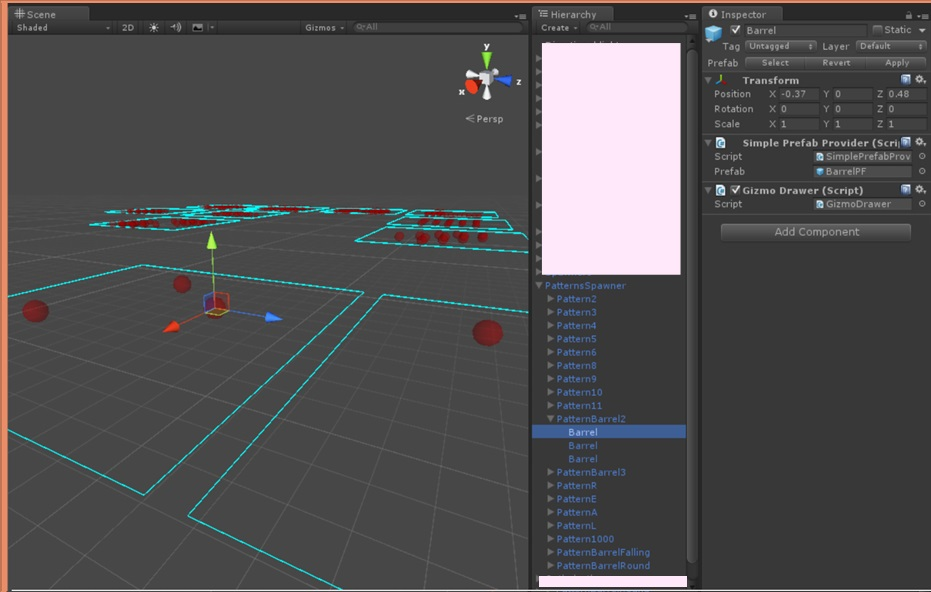 Scene
Shaded 2D Gizmos All
y
z
x
Persp
Hierarchy
Create All
PatternsSpawner
Pattern2
Pattern3
Pattern4
Pattern5
Pattern6
Pattern8
Pattern9
Pattern10
Pattern11
PatternBarrel2
Barrel
Barrel
Barrel
PatternBarrel3
PatternR
PatternE
PatternA
PatternL
Pattern1000
PatternBarrelFalling
PatternBarrelRound
Inspector
Barrel Static
Tag Untagged Layer Default
Prefab Select Revert Apply
Transform
Position X -0.37 Y 0 Z 0.48
Rotation X 0 Y 0 Z 0
Scale X 1 Y 1 Z 1
Simple Prefab Provider (Scri
Script SimplePrefabProv
Prefab BarrelPF
Gizmo Drawer (Script)
Script GizmoDrawer
Add Component